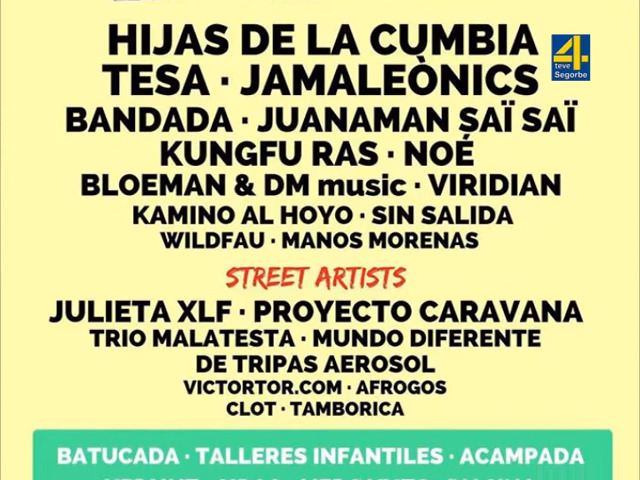 HIJAS DE LA CUMBIA
4
teve
Segorbe
TESA · JAMALEÒNICS
BANDADA · JUANAMAN SAÏ SAÏ
KUNGFU RAS · NOÉ
BLOEMAN & DM music · VIRIDIAN
KAMINO AL HOYO · SIN SALIDA
WILDFAU · MANOS MORENAS
STREET ARTISTS
JULIETA XLF · PROYECTO CARAVANA
TRIO MALATESTA · MUNDO DIFERENTE
DE TRIPAS AEROSOL
VICTORTOR.COM · AFROGOS
CLOT · TAMBORICA
BATUCADA · TALLERES INFANTILES · ACAMPADA